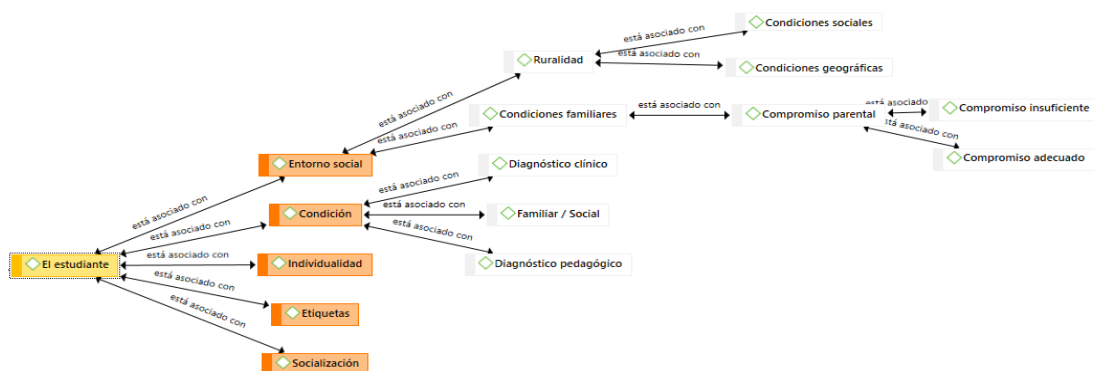 Condiciones sociales
está asociado con
Ruralidad
está asociado con
Condiciones geográficas
está asociado con
Condiciones familiares
está asociado con
Compromiso parental
está asociado
Compromiso insuficiente
está asociado con
está asociado con
Compromiso adecuado
Entorno social
Diagnóstico clínico
está asociado con
está asociado con
Condición
está asociado con
Familiar / Social
está asociado con
está asociado con
Diagnóstico pedagógico
El estudiante
está asociado con
Individualidad
está asociado con
Etiquetas
está asociado con
Socialización